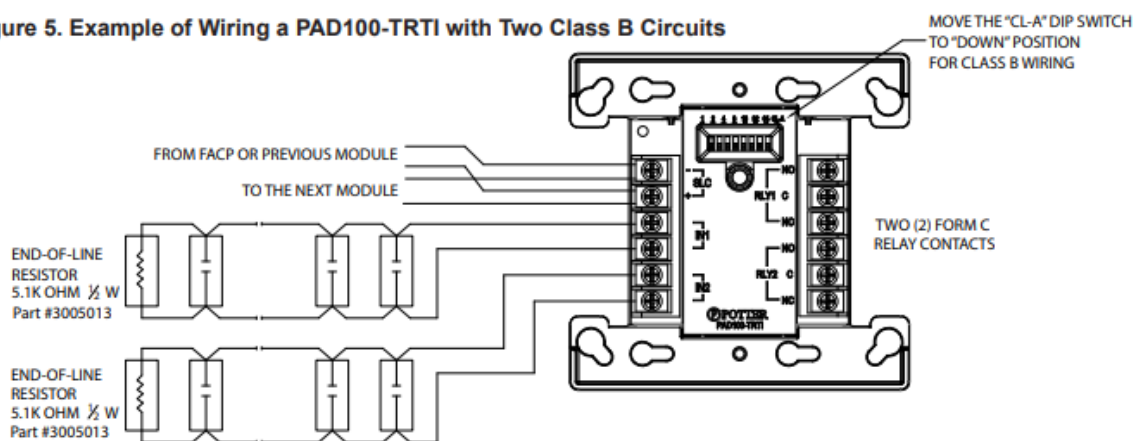 gure 5. Example of Wiring a PAD100-TRTI with Two Class B Circuits
MOVE THE "CL-A" DIP SWITCH
TO "DOWN" POSITION
FOR CLASS B WIRING
FROM FACP OR PREVIOUS MODULE
TO THE NEXT MODULE
END-OF-LINE
RESISTOR
5.1K OHM ½ W
Part #3005013
END-OF-LINE
RESISTOR
5.1K OHM ½ W
Part #3005013
-
SLC
+
IN1
IN2
NO
RLY1 C
NO
NO
RLY2 C
NC
POTTER
PAD100-TRTI
TWO (2) FORM C
RELAY CONTACTS